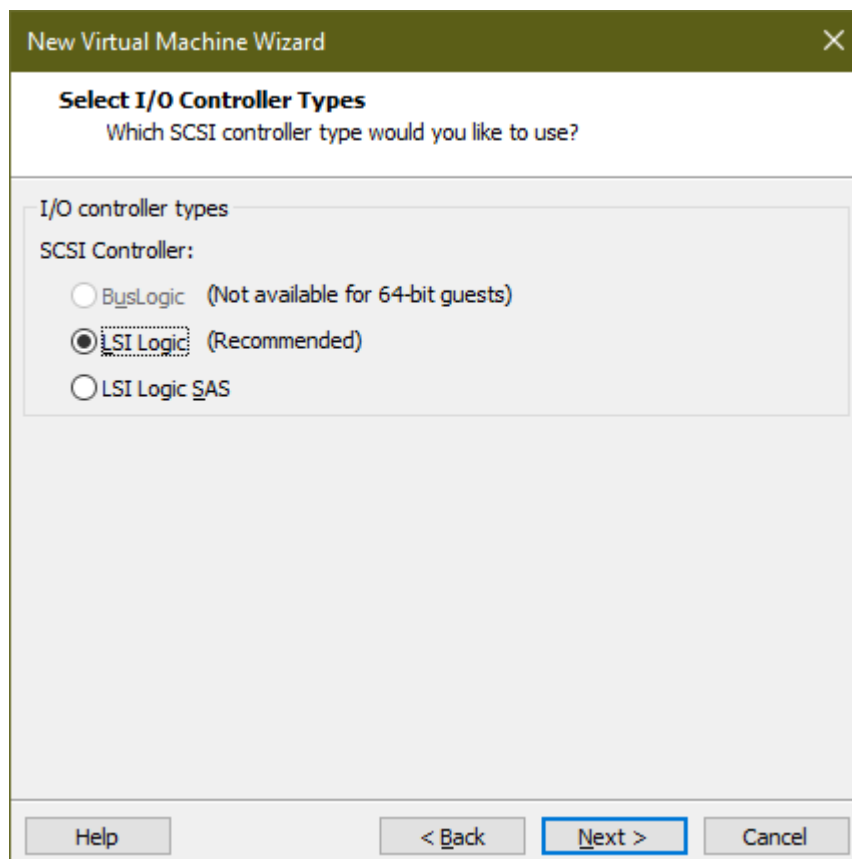 New Virtual Machine Wizard
Select I/O Controller Types
Which SCSI controller type would you like to use?
I/O controller types
SCSI Controller:
BusLogic (Not available for 64-bit guests)
LSI Logic (Recommended)
LSI Logic SAS
Help < Back Next > Cancel